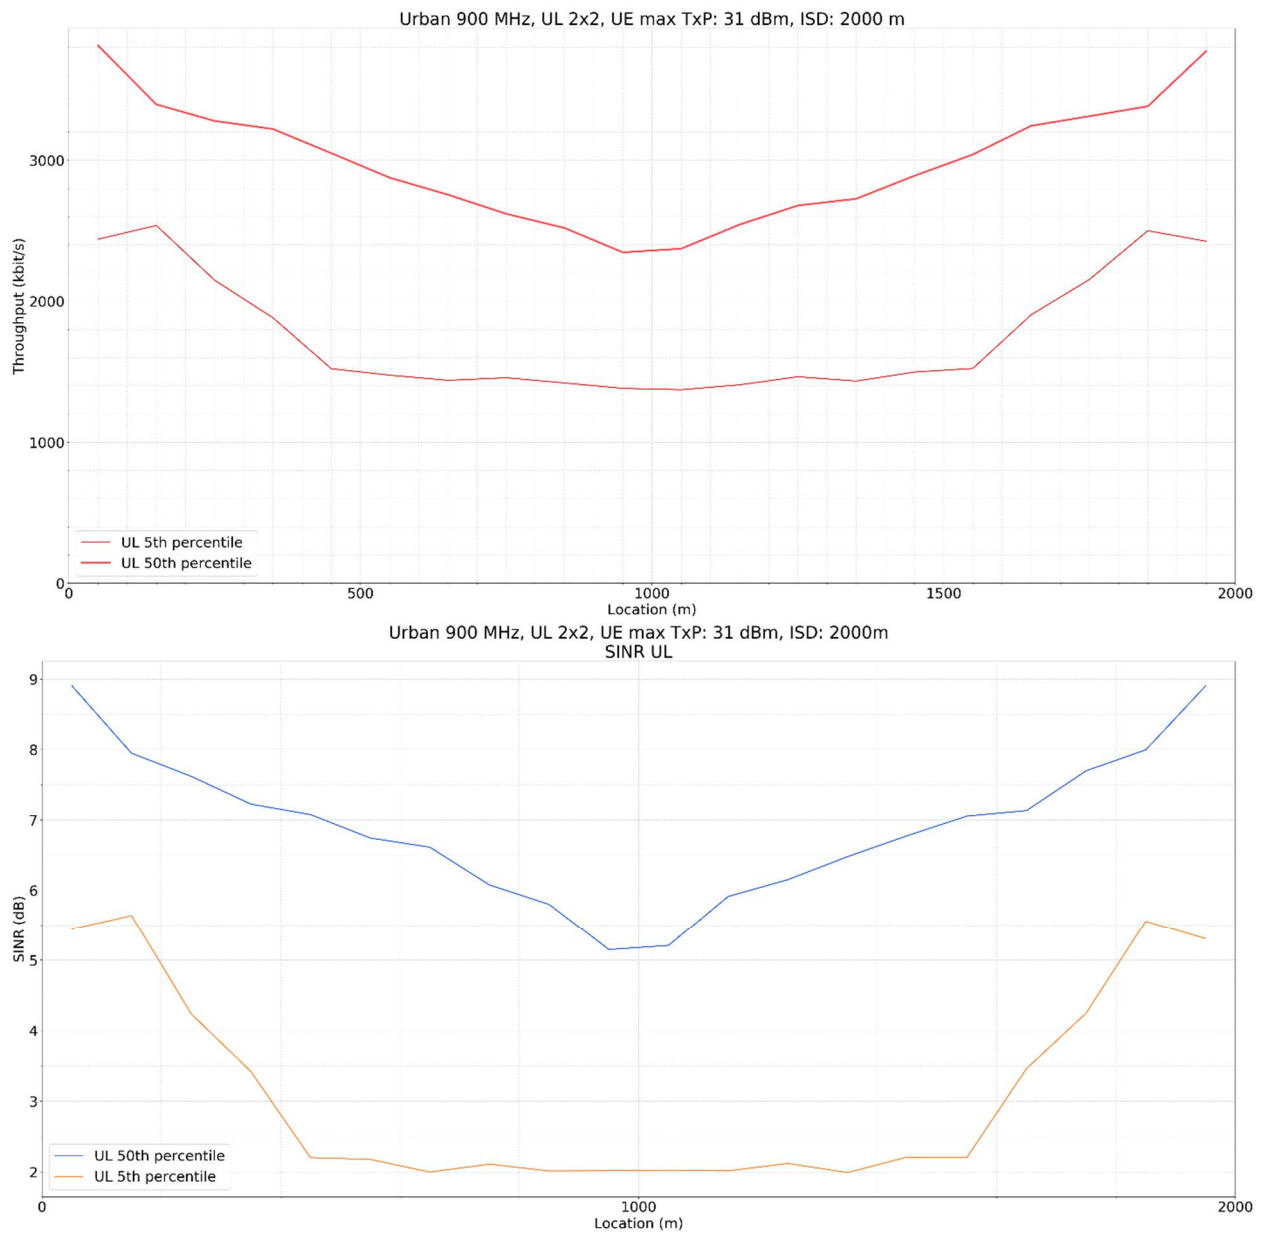 Urban 900 MHz, UL 2x2, UE max TxP: 31 dBm, ISD: 2000 m
3000
2000
1000
0
Throughput (kbit/s)
UL 5th percentile
UL 50th percentile
0 500 1000 1500 2000
Location (m)
Urban 900 MHz, UL 2x2, UE max TxP: 31 dBm, ISD: 2000m
SINR UL
9
8
7
6
5
4
3
2
SINR (dB)
UL 50th percentile
UL 5th percentile
0 1000 2000
Location (m)